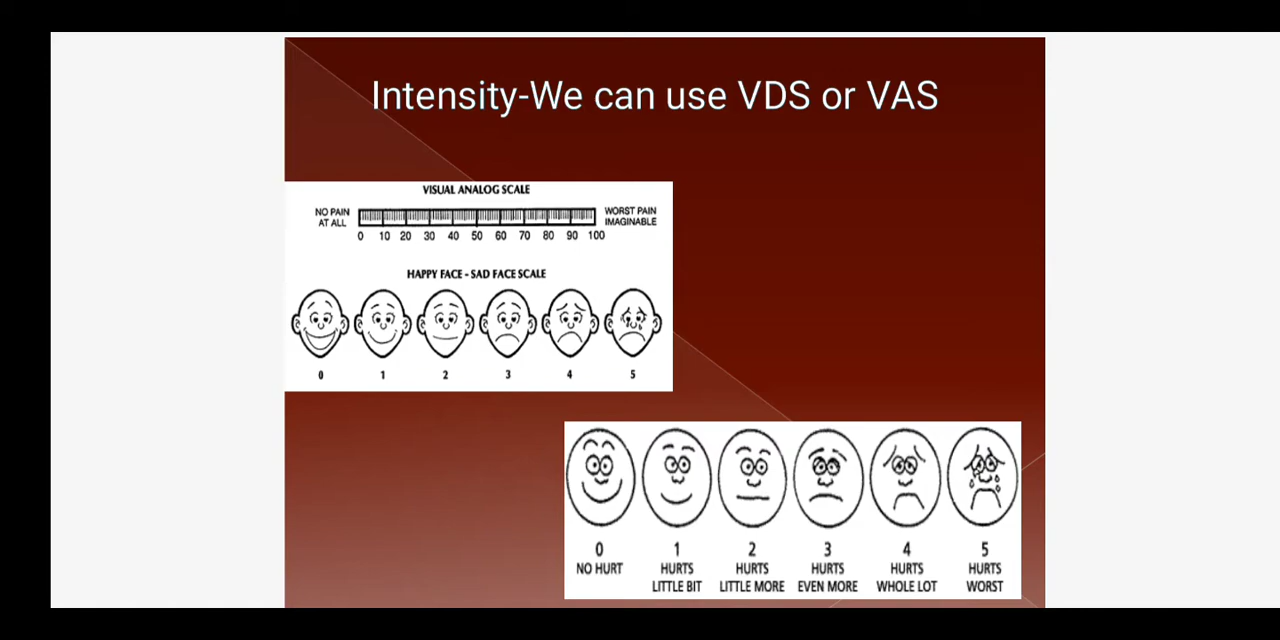 Intensity-We can use VDS or VAS
VISUAL ANALOG SCALE
NO PAIN
AT ALL
WORST PAIN
IMAGINABLE
0 10 20 30 40 50 60 70 80 90 100
HAPPY FACE - SAD FACE SCALE
0 1 2 3 4 5
0 1 2 3 4 5
NO HURT HURTS HURTS HURTS HURTS HURTS
LITTLE BIT LITTLE MORE EVEN MORE WHOLE LOT WORST